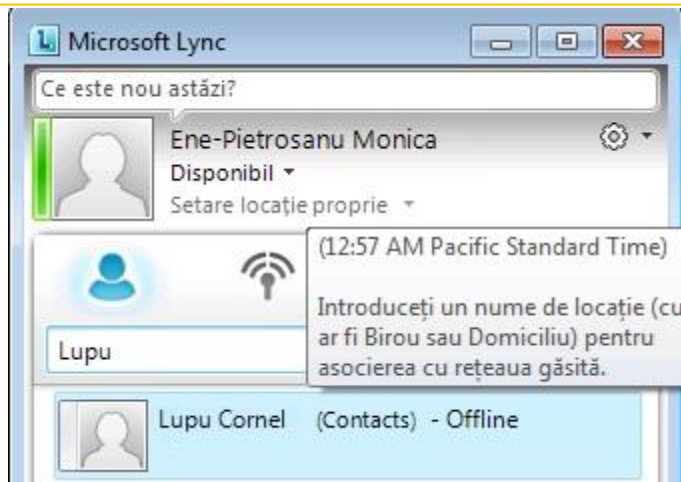 Microsoft Lync
Ce este nou astăzi?
Ene-Pietrosanu Monica
Disponibil
Setare locație proprie
(12:57 AM Pacific Standard Time)
Introduceți un nume de locație (cu
ar fi Birou sau Domiciliu) pentru
asocierea cu rețeaua găsită.
Lupu
Lupu Cornel (Contacts) - Offline